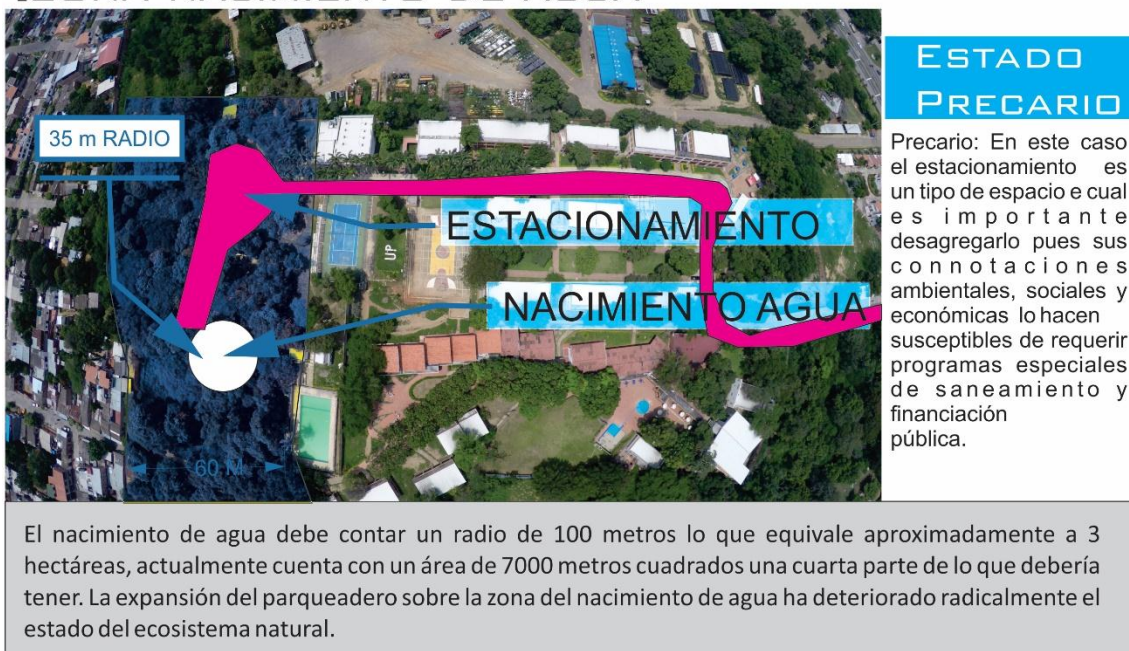 ESTADO
PRECARIO
35 m RADIO
ESTACIONAMIENTO
UP
NACIMIENTO AGUA
60 M
Precario: En este caso
el estacionamiento es
un tipo de espacio e cual
es importante
desagregarlo pues sus
connotaciones
ambientales, sociales y
económicas lo hacen
susceptibles de requerir
programas especiales
de saneamiento y
financiación
pública.
El nacimiento de agua debe contar un radio de 100 metros lo que equivale aproximadamente a 3
hectáreas, actualmente cuenta con un área de 7000 metros cuadrados una cuarta parte de lo que debería
tener. La expansión del parqueadero sobre la zona del nacimiento de agua ha deteriorado radicalmente el
estado del ecosistema natural.